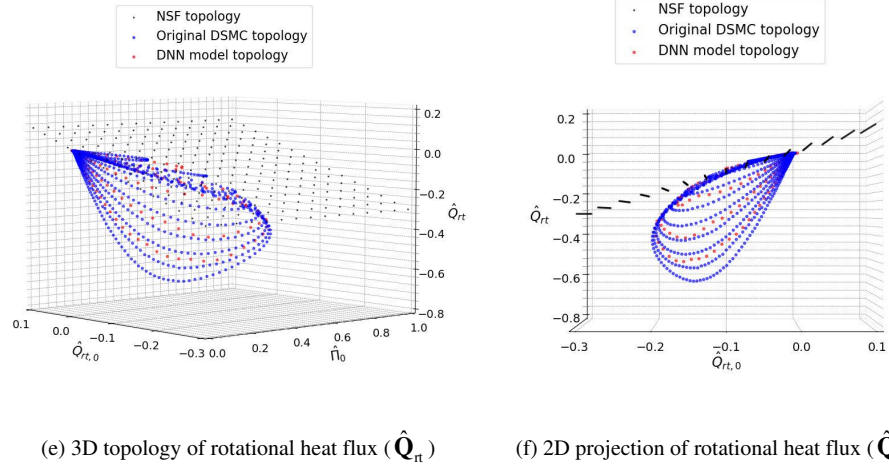 NSF topology
Original DSMC topology
DNN model topology
NSF topology
Original DSMC topology
DNN model topology
0.2
0.0
−0.2
−0.4
−0.6
−0.8
Q̂rt
0.1
0.0
−0.1
−0.2
−0.3
Q̂rt, 0
0.0
0.2
0.4
0.6
0.8
1.0
Π̂0
0.2
0.0
−0.2
−0.4
−0.6
−0.8
Q̂rt
−0.3
−0.2
−0.1
0.0
0.1
Q̂rt, 0
(e) 3D topology of rotational heat flux ( Q̂rt )
(f) 2D projection of rotational heat flux ( Q̂